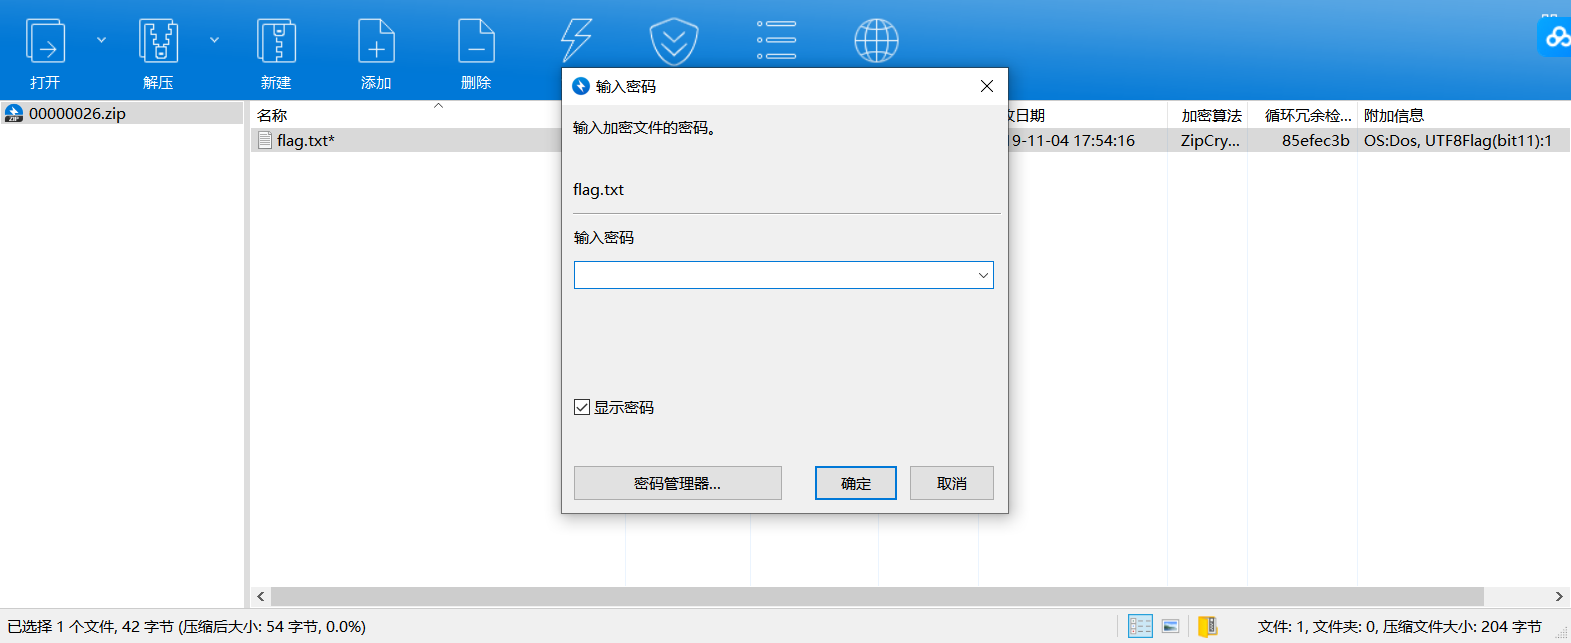 打开
解压
新建
添加
删除
00000026.zip
名称
日期
加密算法
循环冗余检...
附加信息
flag.txt*
9-11-04 17:54:16
ZipCry...
85efec3b
OS:Dos, UTF8Flag(bit11):1
输入密码
输入加密文件的密码。
flag.txt
输入密码
显示密码
密码管理器...
确定
取消
已选择 1 个文件, 42 字节 (压缩后大小: 54 字节, 0.0%)
文件: 1, 文件夹: 0, 压缩文件大小: 204 字节